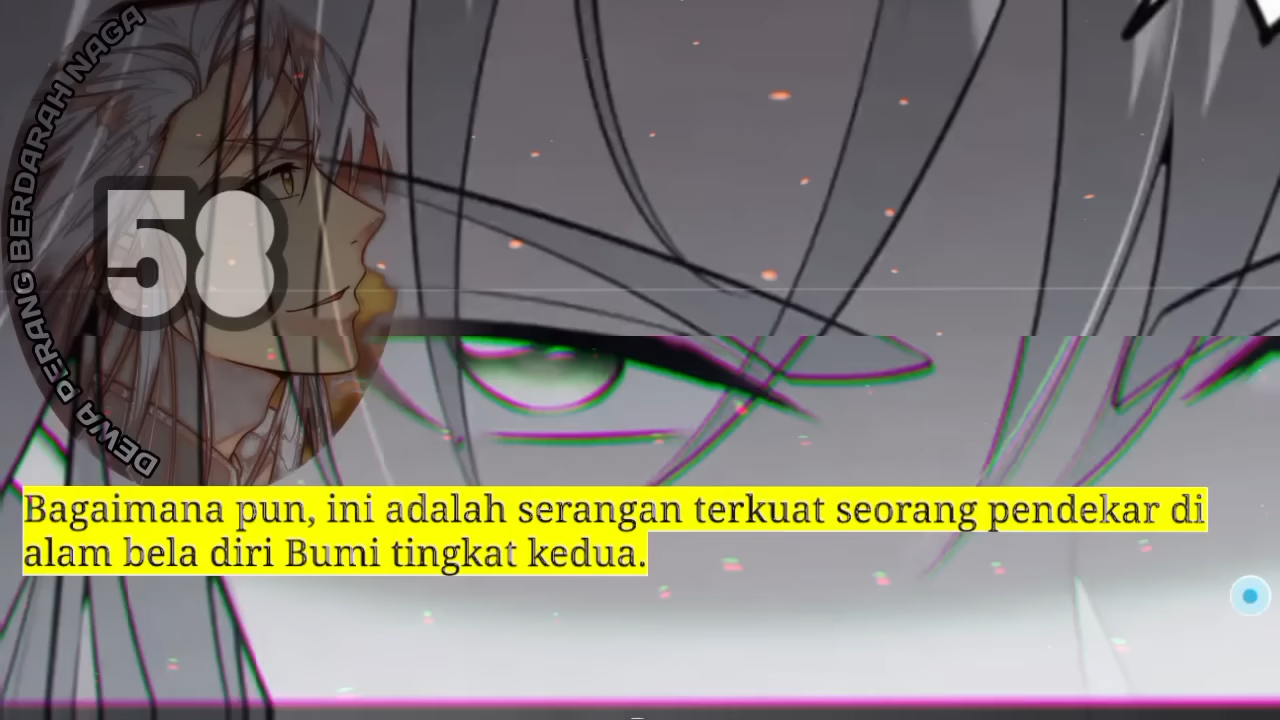 DEWA PERANG BERDARAH NAGA
58
Bagaimana pun, ini adalah serangan terkuat seorang pendekar di
alam bela diri Bumi tingkat kedua.